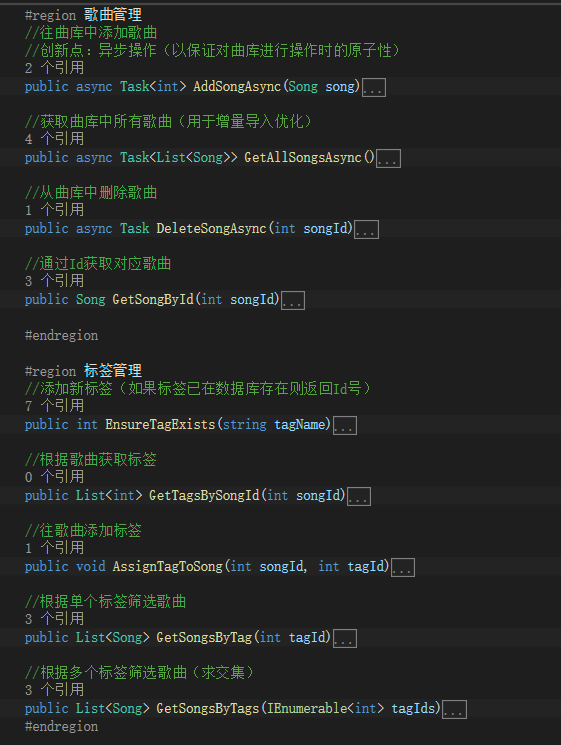 #region 歌曲管理
//往曲库中添加歌曲
//创新点：异步操作（以保证对曲库进行操作时的原子性）
2 个引用
public async Task<int> AddSongAsync(Song song)...
//获取曲库中所有歌曲（用于增量导入优化）
4 个引用
public async Task<List<Song>> GetAllSongsAsync()...
//从曲库中删除歌曲
1 个引用
public async Task DeleteSongAsync(int songId)...
//通过Id获取对应歌曲
3 个引用
public Song GetSongById(int songId)...
#endregion
#region 标签管理
//添加新标签（如果标签已在数据库存在则返回Id号）
7 个引用
public int EnsureTagExists(string tagName)...
//根据歌曲获取标签
0 个引用
public List<int> GetTagsBySongId(int songId)...
//往歌曲添加标签
1 个引用
public void AssignTagToSong(int songId, int tagId)...
//根据单个标签筛选歌曲
3 个引用
public List<Song> GetSongsByTag(int tagId)...
//根据多个标签筛选歌曲（求交集）
3 个引用
public List<Song> GetSongsByTags(IEnumerable<int> tagIds)...
#endregion